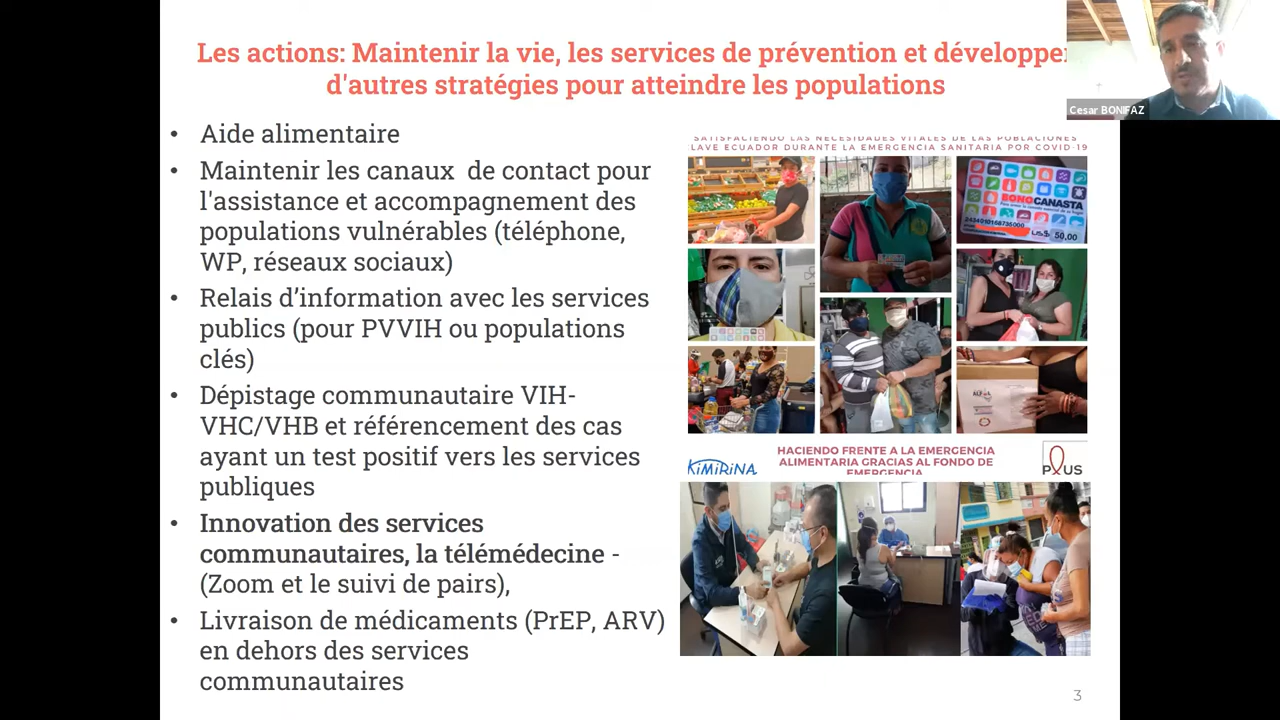 Les actions: Maintenir la vie, les services de prévention et développer
d'autres stratégies pour atteindre les populations
Cesar BONIFAZ
• Aide alimentaire
• Maintenir les canaux de contact pour
l'assistance et accompagnement des
populations vulnérables (téléphone,
WP, réseaux sociaux)
• Relais d’information avec les services
publics (pour PVVIH ou populations
clés)
• Dépistage communautaire VIH-
VHC/VHB et référencement des cas
ayant un test positif vers les services
publiques
• Innovation des services
communautaires, la télémédecine -
(Zoom et le suivi de pairs),
• Livraison de médicaments (PrEP, ARV)
en dehors des services
communautaires
SATISFACIENDO LAS NECESIDADES VITALES DE LAS POBLACIONES
CLAVE ECUADOR DURANTE LA EMERGENCIA SANITARIA POR COVID-19
BONOCANASTA
US$ 50,00
HACIENDO FRENTE A LA EMERGENCIA
ALIMENTARIA GRACIAS AL FONDO DE
EMERGENCIA
KiMiRiNA
PLUS
3